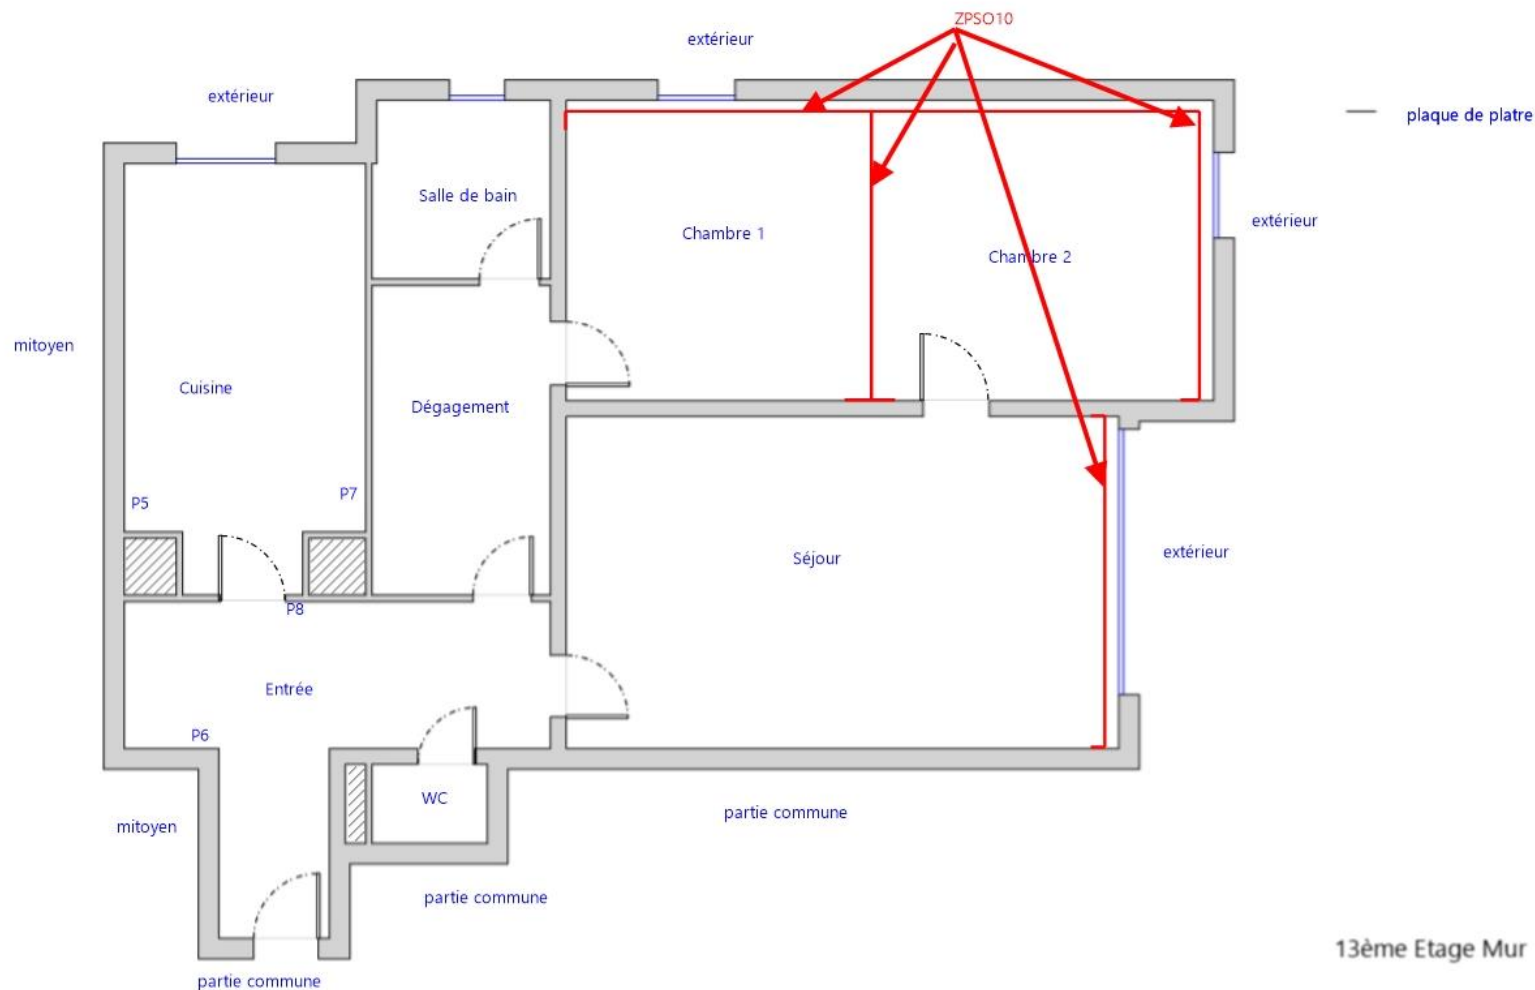 ZPSO10
extérieur
extérieur
plaque de platre
Salle de bain
extérieur
Chambre 1
Chambre 2
mitoyen
Cuisine
Dégagement
P5
P7
extérieur
Séjour
P8
Entrée
P6
WC
partie commune
mitoyen
partie commune
13ème Etage Mur
partie commune